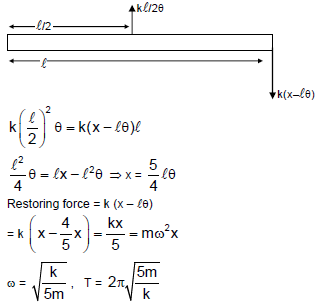 kℓ/2θ
ℓ/2
ℓ
k(x–ℓθ)
k(ℓ/2)² θ = k(x – ℓθ)ℓ
ℓ²/4 θ = ℓx – ℓ²θ ⇒ x = 5/4 ℓθ
Restoring force = k (x – ℓθ)
= k (x – 4/5 x) = kx/5 = mω²x
ω = √(k/5m) , T = 2π√(5m/k)